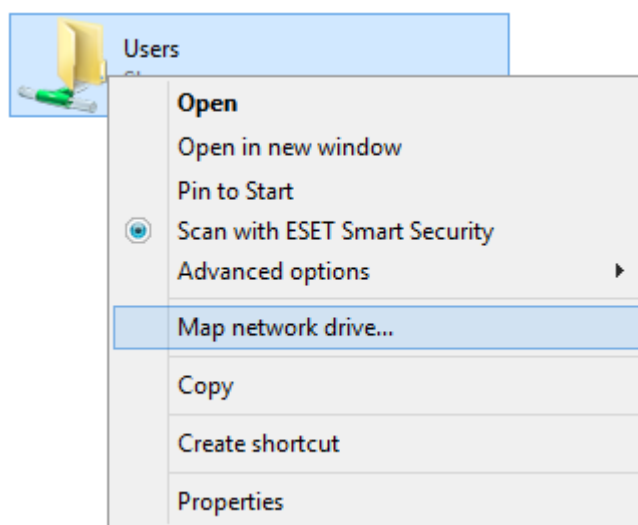 Users
Open
Open in new window
Pin to Start
Scan with ESET Smart Security
Advanced options
Map network drive...
Copy
Create shortcut
Properties